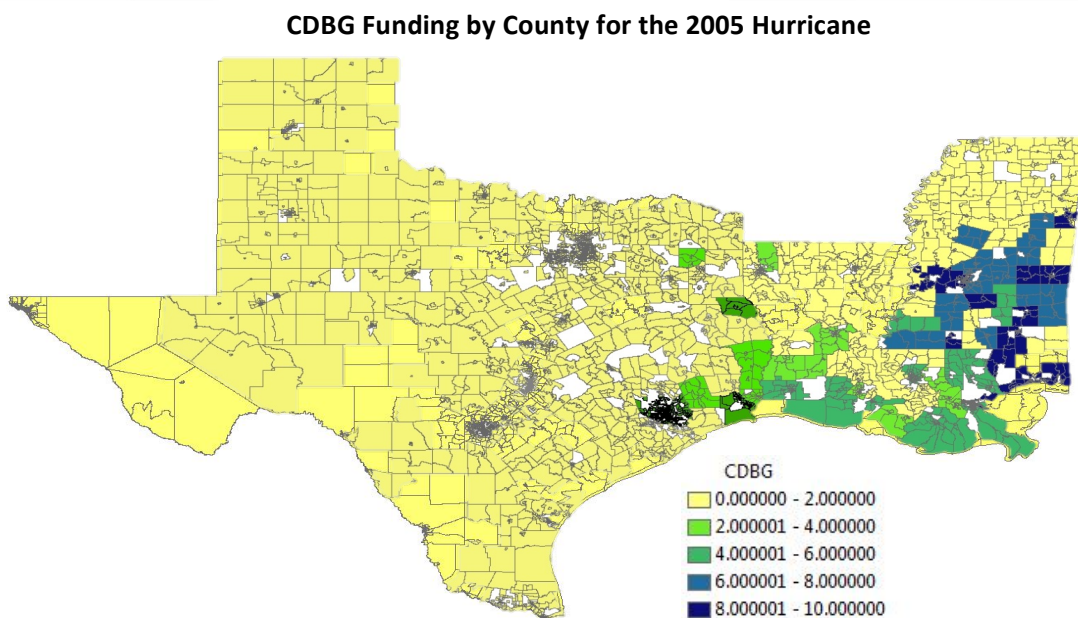 CDBG Funding by County for the 2005 Hurricane
CDBG
0.000000 - 2.000000
2.000001 - 4.000000
4.000001 - 6.000000
6.000001 - 8.000000
8.000001 - 10.000000